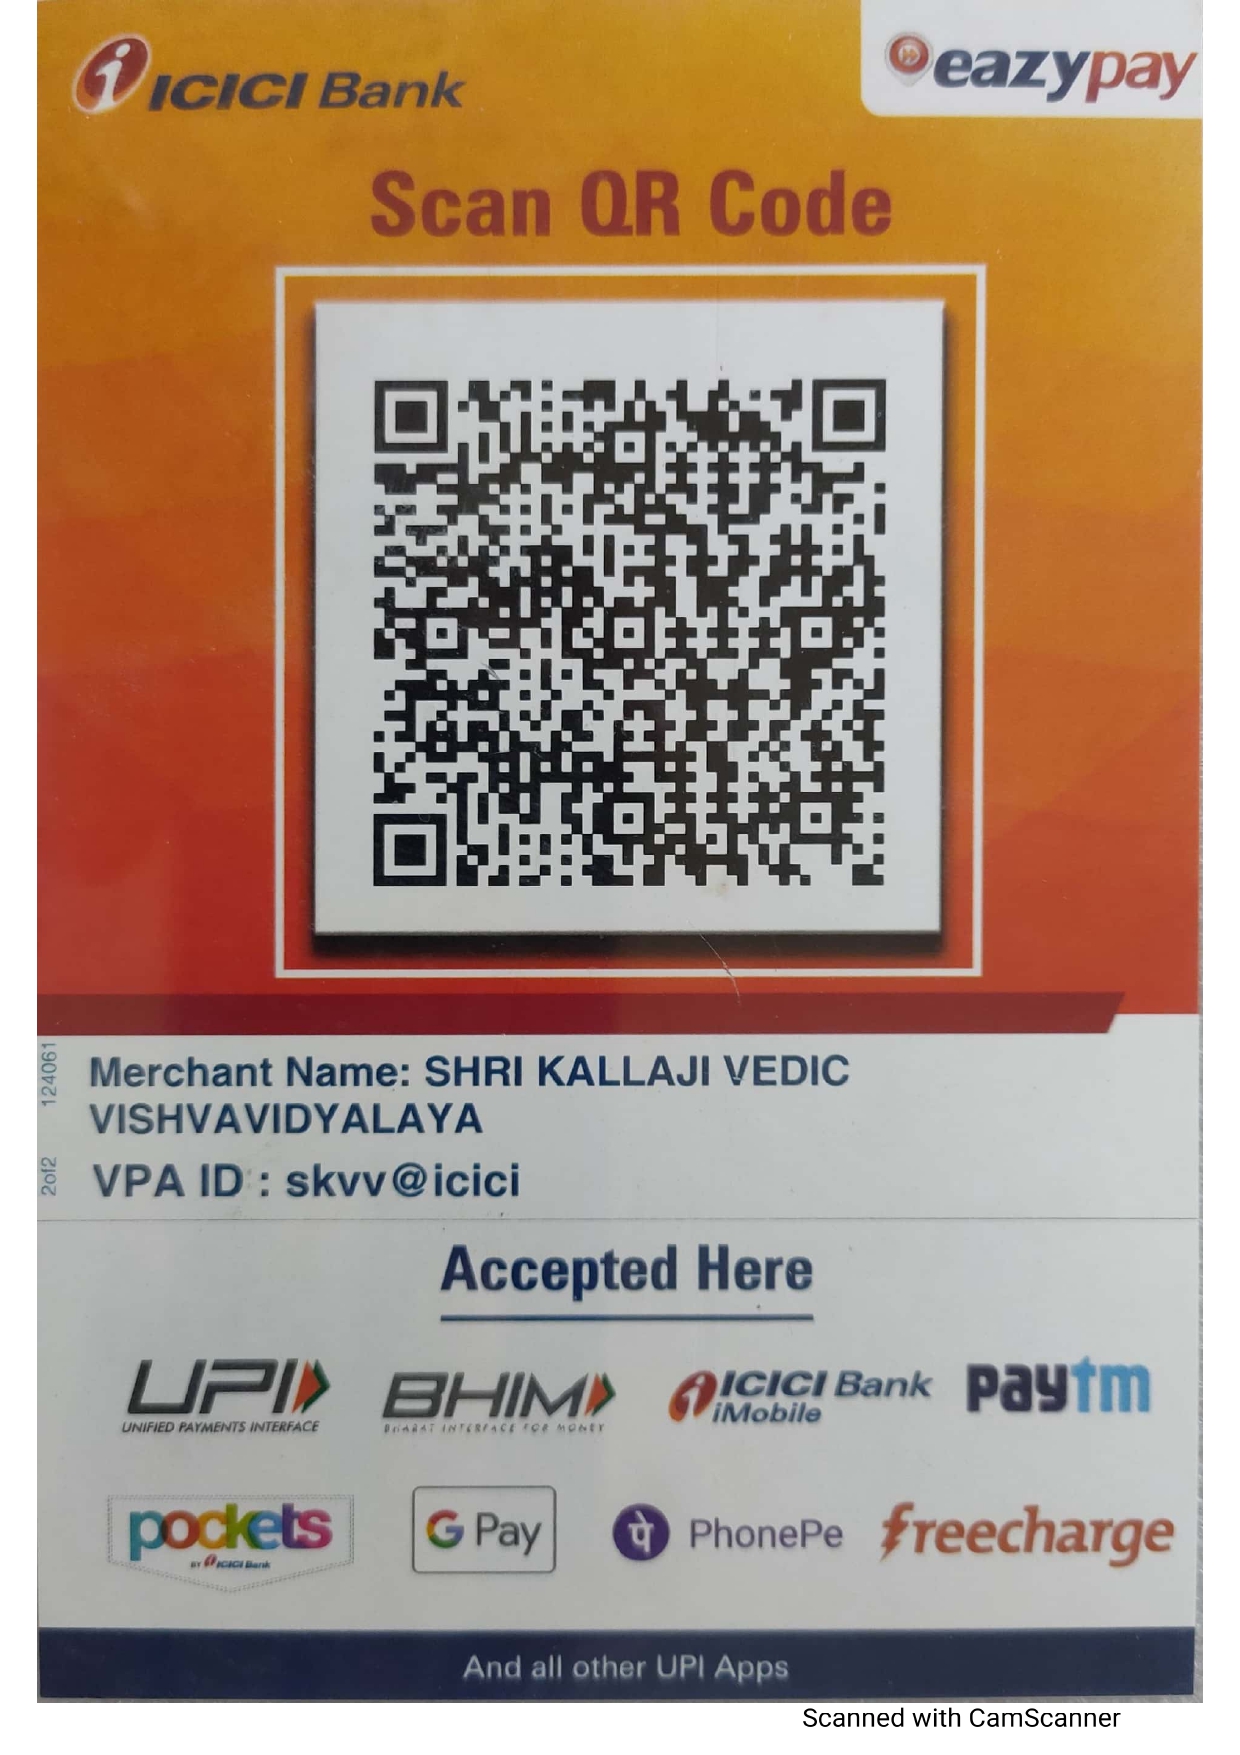 ICICI Bank
eazypay
Scan QR Code
124061
2of2
Merchant Name: SHRI KALLAJI VEDIC
VISHVAVIDYALAYA
VPA ID : skvv@icici
Accepted Here
UPI
UNIFIED PAYMENTS INTERFACE
BHIM
BHARAT INTERFACE FOR MONEY
ICICI Bank
iMobile
paytm
pockets
BY ICICI Bank
G Pay
पे PhonePe
freecharge
And all other UPI Apps
Scanned with CamScanner